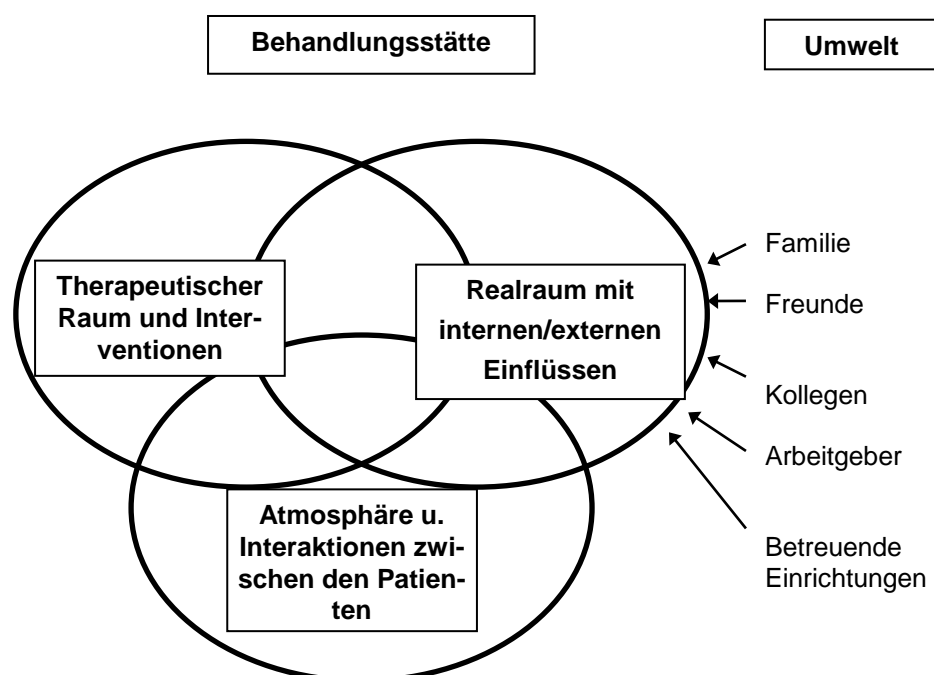 Behandlungsstätte
Umwelt
Therapeutischer
Raum und Inter-
ventionen
Realraum mit
internen/externen
Einflüssen
Atmosphäre u.
Interaktionen zwi-
schen den Patien-
ten
Familie
Freunde
Kollegen
Arbeitgeber
Betreuende
Einrichtungen